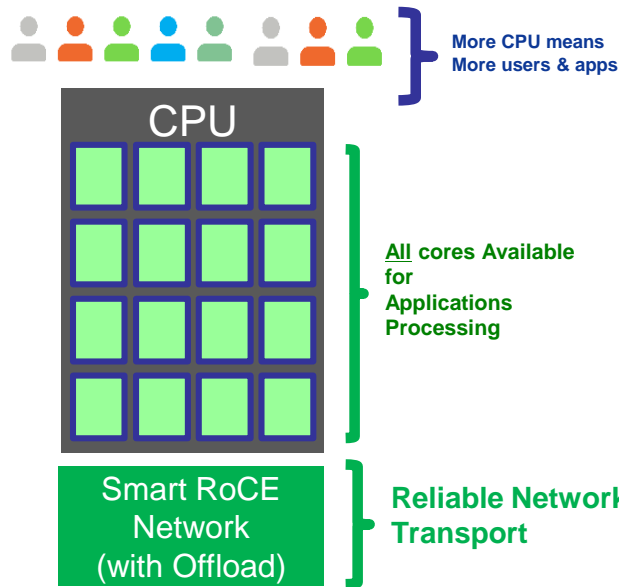 More CPU means
More users & apps
CPU
All cores Available
for
Applications
Processing
Smart RoCE
Network
(with Offload)
Reliable Network
Transport